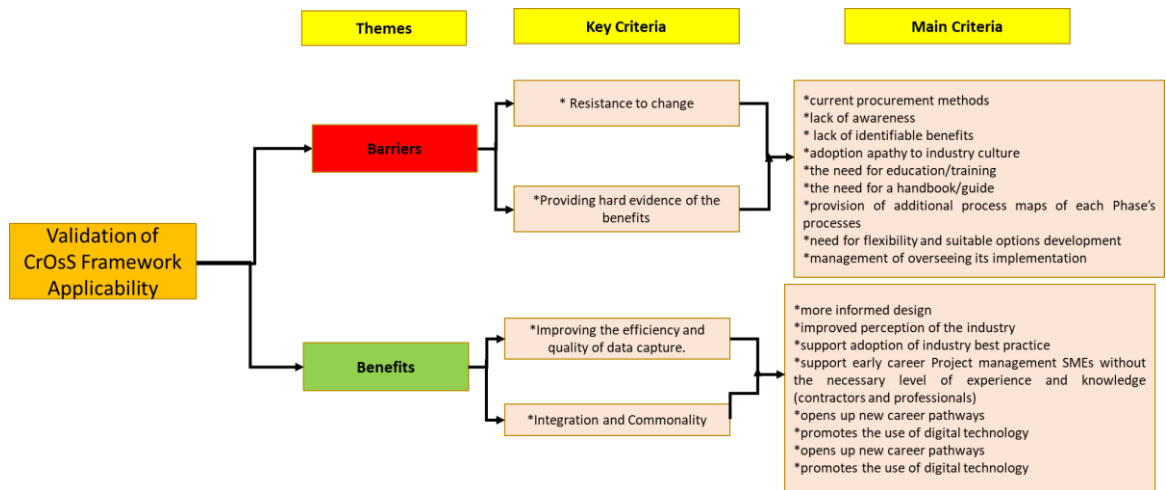 Themes
Key Criteria
Main Criteria
Validation of
CrOsS Framework
Applicability
Barriers
* Resistance to change
*Providing hard evidence of the
benefits
*current procurement methods
*lack of awareness
* lack of identifiable benefits
*adoption apathy to industry culture
*the need for education/training
*the need for a handbook/guide
*provision of additional process maps of each Phase's
processes
*need for flexibility and suitable options development
*management of overseeing its implementation
Benefits
*Improving the efficiency and
quality of data capture.
*Integration and Commonality
*more informed design
*improved perception of the industry
*support adoption of industry best practice
*support early career Project management SMEs without
the necessary level of experience and knowledge
(contractors and professionals)
*opens up new career pathways
*promotes the use of digital technology
*opens up new career pathways
*promotes the use of digital technology